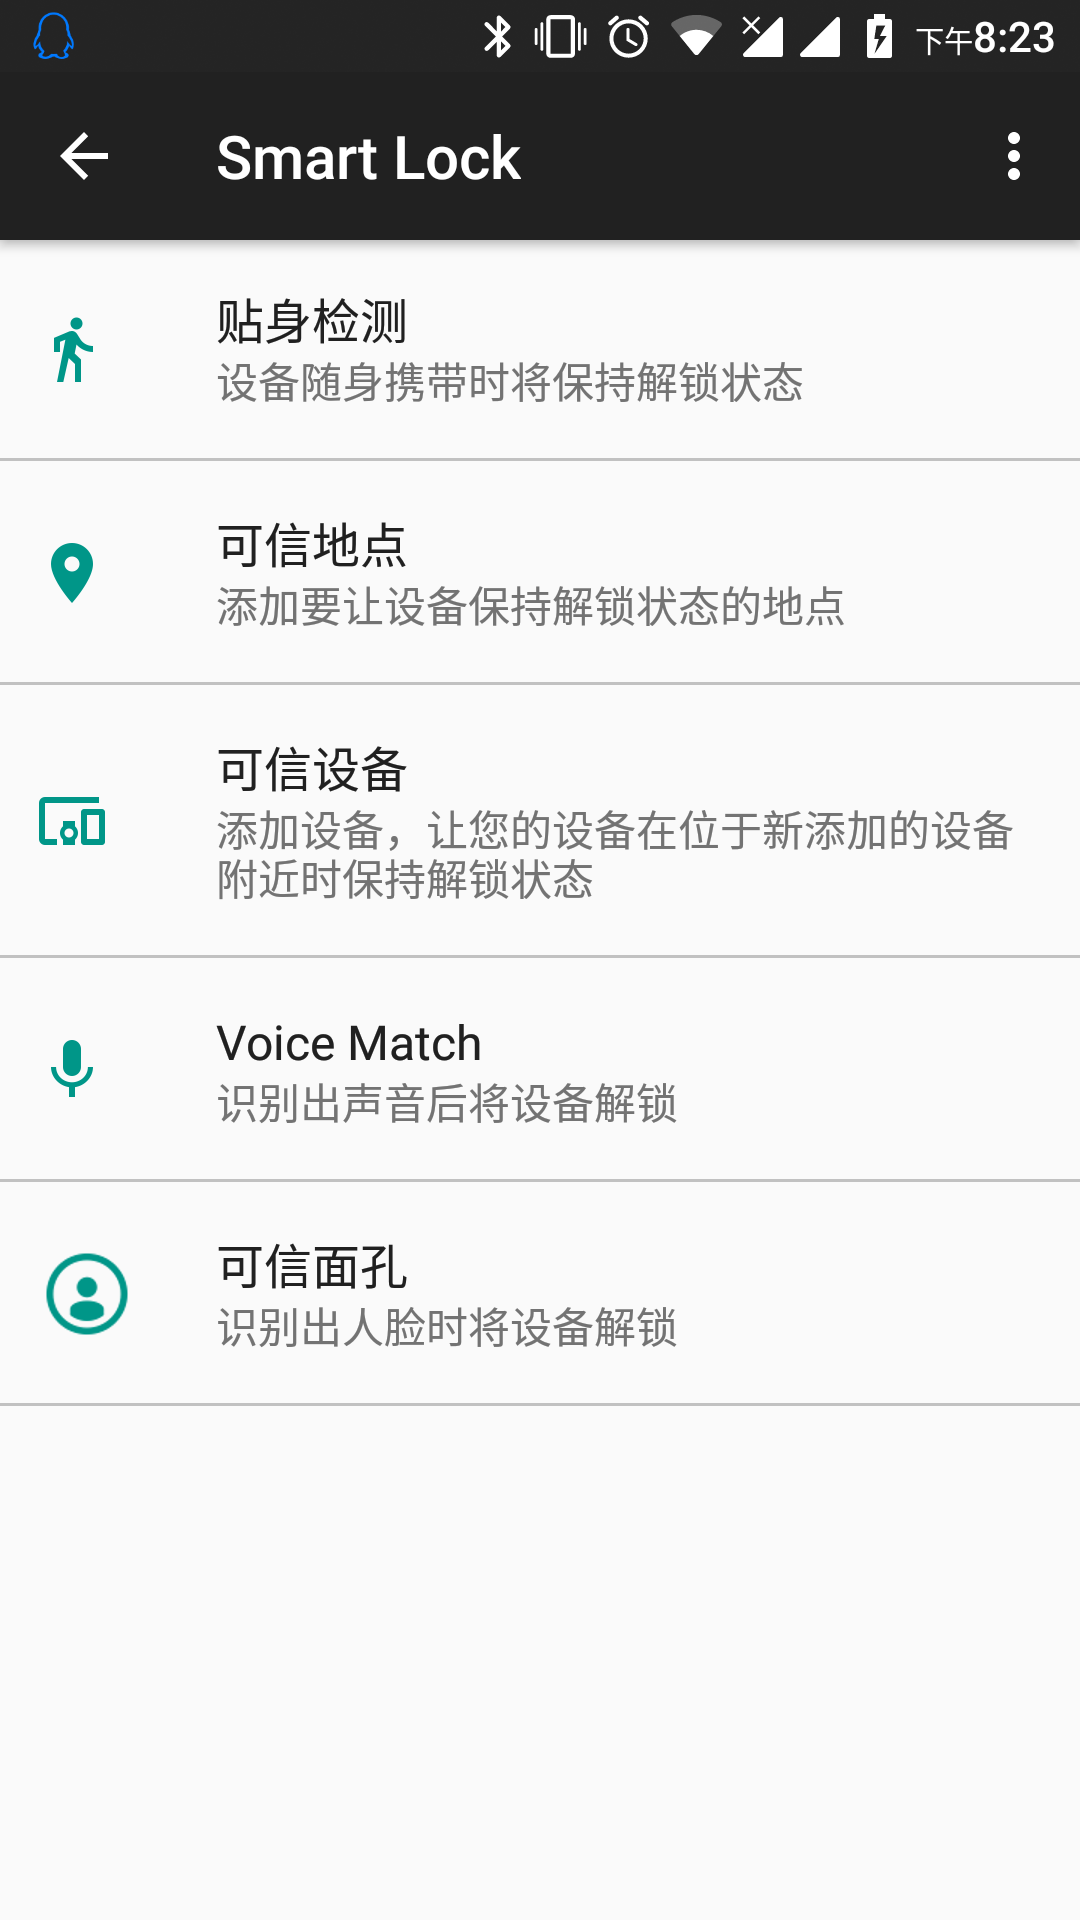 下午8:23
Smart Lock
贴身检测
设备随身携带时将保持解锁状态
可信地点
添加要让设备保持解锁状态的地点
可信设备
添加设备，让您的设备在位于新添加的设备
附近时保持解锁状态
Voice Match
识别出声音后将设备解锁
可信面孔
识别出人脸时将设备解锁